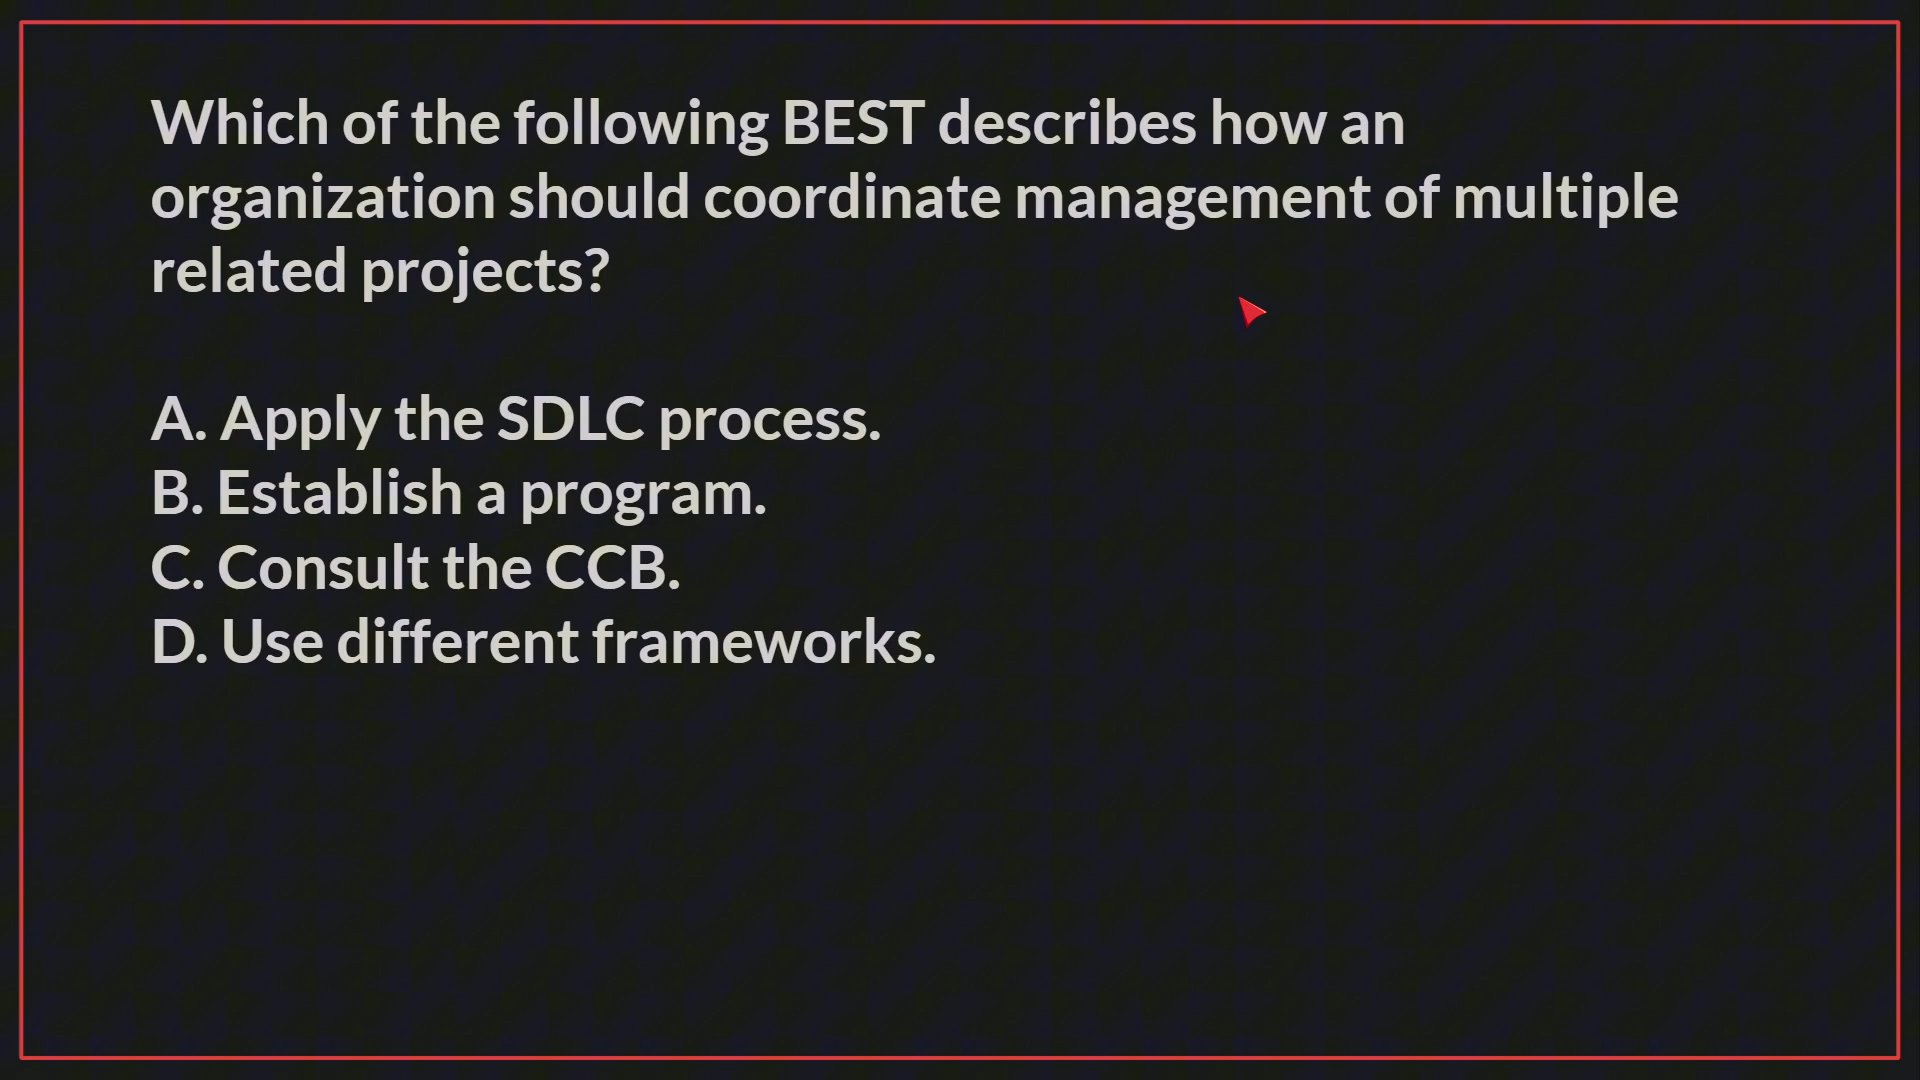 Which of the following BEST describes how an
organization should coordinate management of multiple
related projects?
A. Apply the SDLC process.
B. Establish a program.
C. Consult the CCB.
D. Use different frameworks.